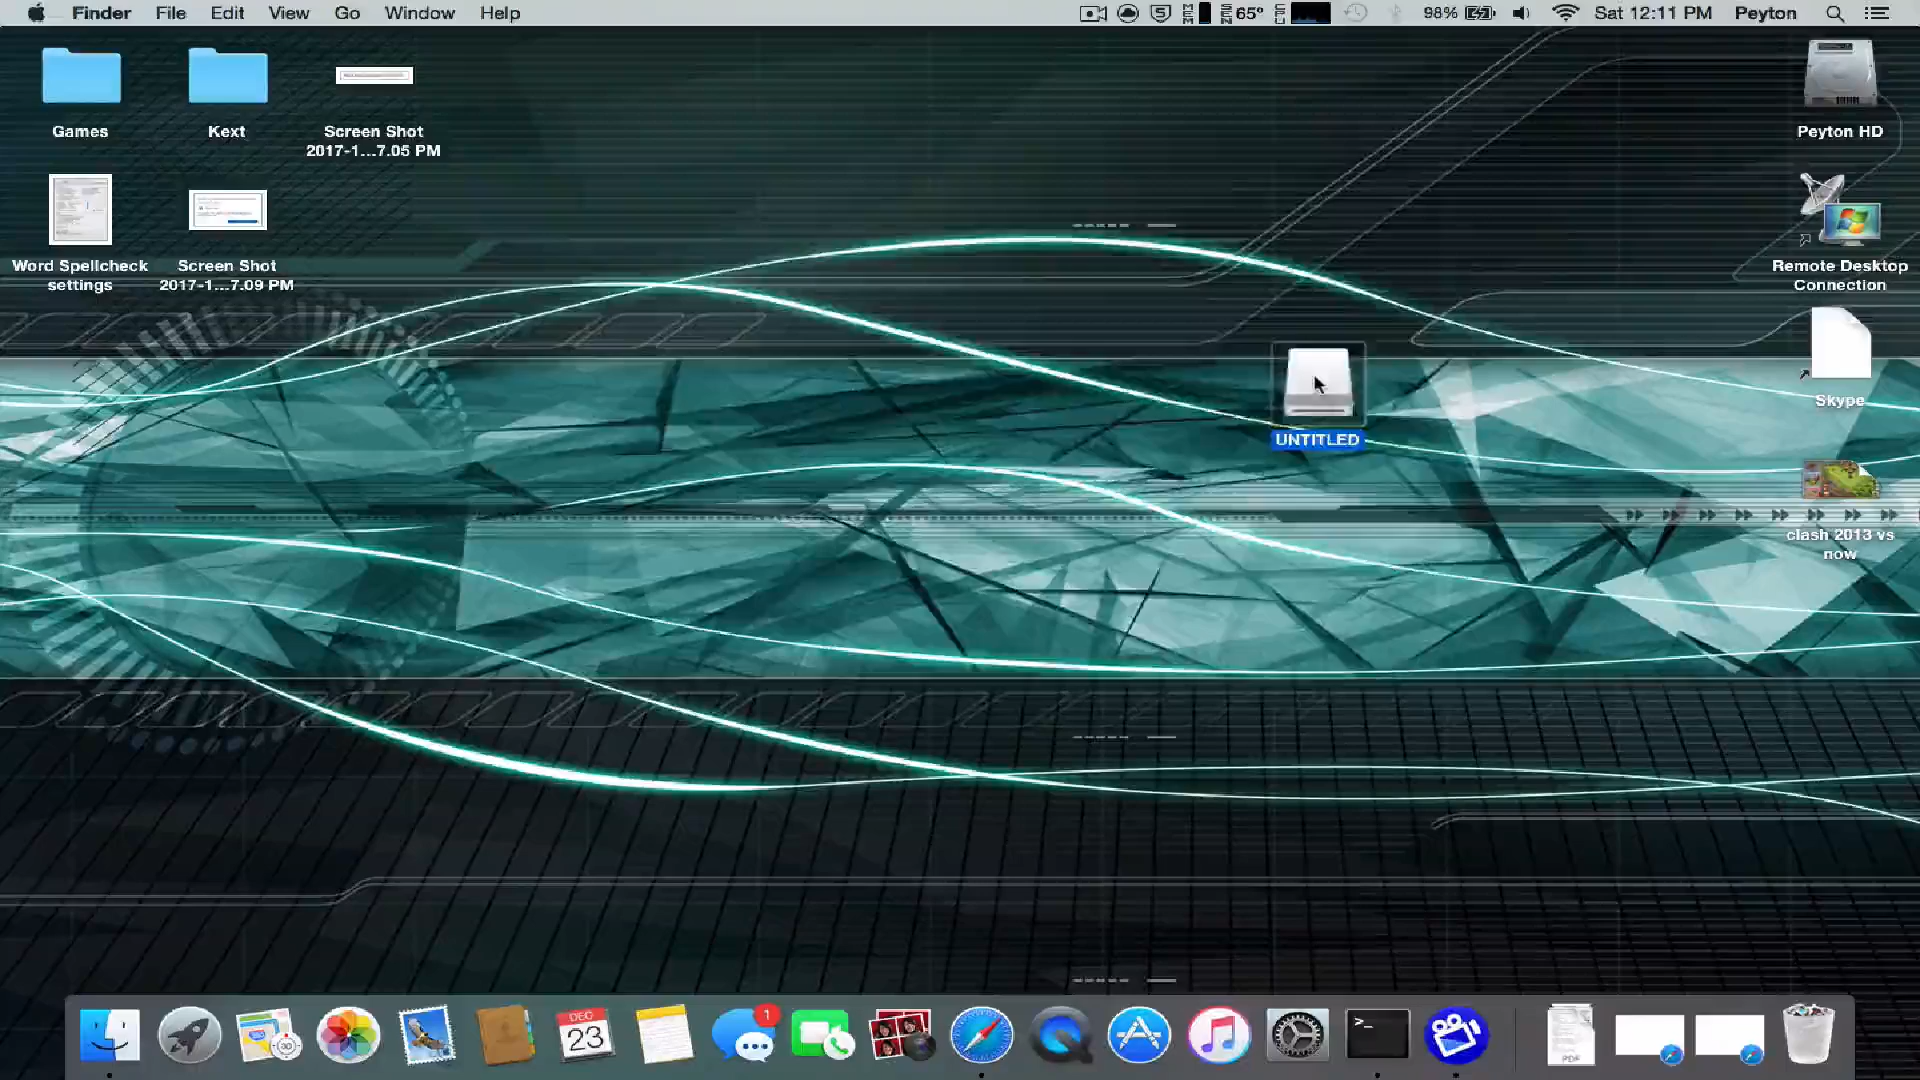 Finder File Edit View Go Window Help
65° 98% Sat 12:11 PM Peyton
Games
Kext
Screen Shot
2017-1...7.05 PM
Peyton HD
Word Spellcheck
settings
Screen Shot
2017-1...7.09 PM
Remote Desktop
Connection
Skype
UNTITLED
clash 2013 vs
now
DEC
23
1
>_
PDF